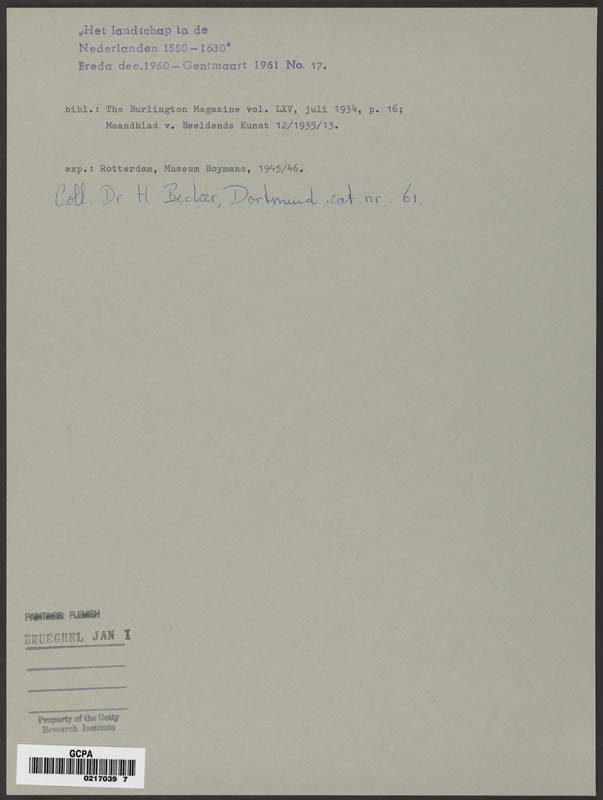 „Het landschap in de
Nederlanden 1550–1630"
Breda dec.1960–Gentmaart 1961 No. 17.
bibl.: The Burlington Magazine vol. LXV, juli 1934, p. 16;
Maandblad v. Beeldende Kunst 12/1935/13.
exp.: Rotterdam, Museum Boymans, 1945/46.
Coll. Dr. H. Becker, Dortmund, cat. nr. 61.
PAINTINGS: FLEMISH
BRUEGHEL JAN I
Property of the Getty
Research Institute
GCPA
0217039 7